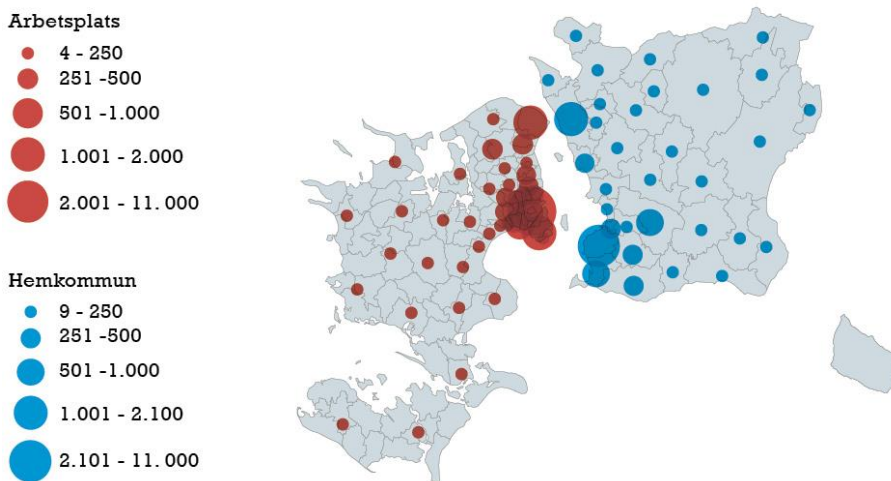 Arbetsplats
4 - 250
251 -500
501 -1.000
1.001 - 2.000
2.001 - 11.000
Hemkommun
9 - 250
251 -500
501 -1.000
1.001 - 2.100
2.101 - 11. 000